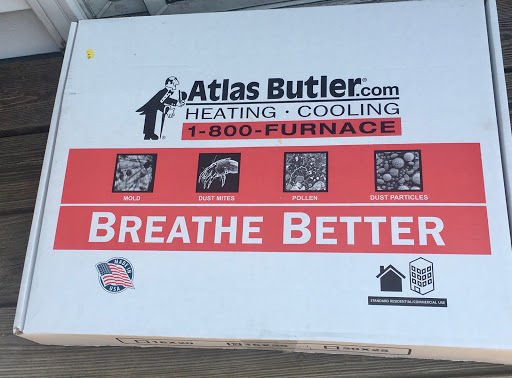 Atlas Butler®.com
HEATING · COOLING
1-800-FURNACE
MOLD
DUST MITES
POLLEN
DUST PARTICLES
BREATHE BETTER
MADE IN
USA
STANDARD RESIDENTIAL/COMMERCIAL USE
16X20